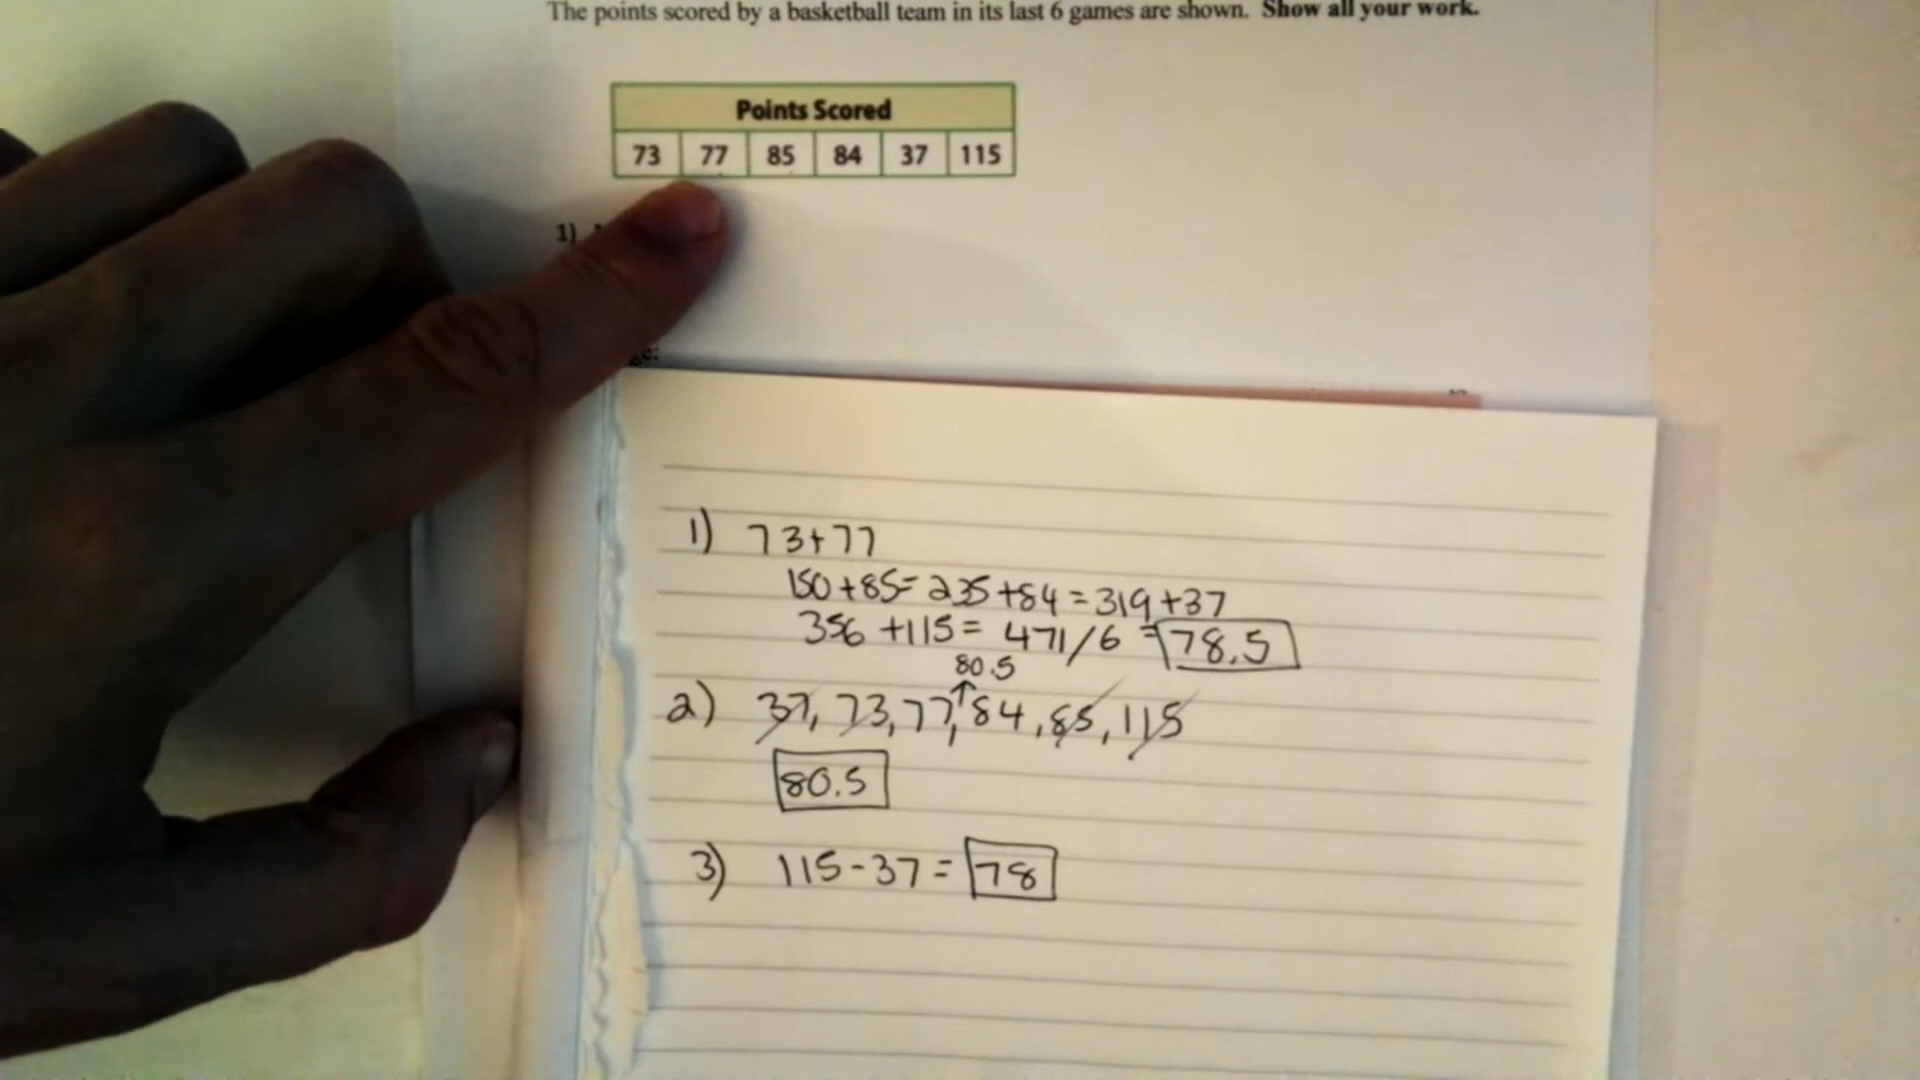 The points scored by a basketball team in its last 6 games are shown. Show all your work.
Points Scored
73 77 85 84 37 115
1)
ge:
1) 73+77
150+85= 235+84=319+37
356 +115= 471/6 =78.5
80.5
2) 37, 73, 77, 84, 85, 115
80.5
3) 115-37= 78